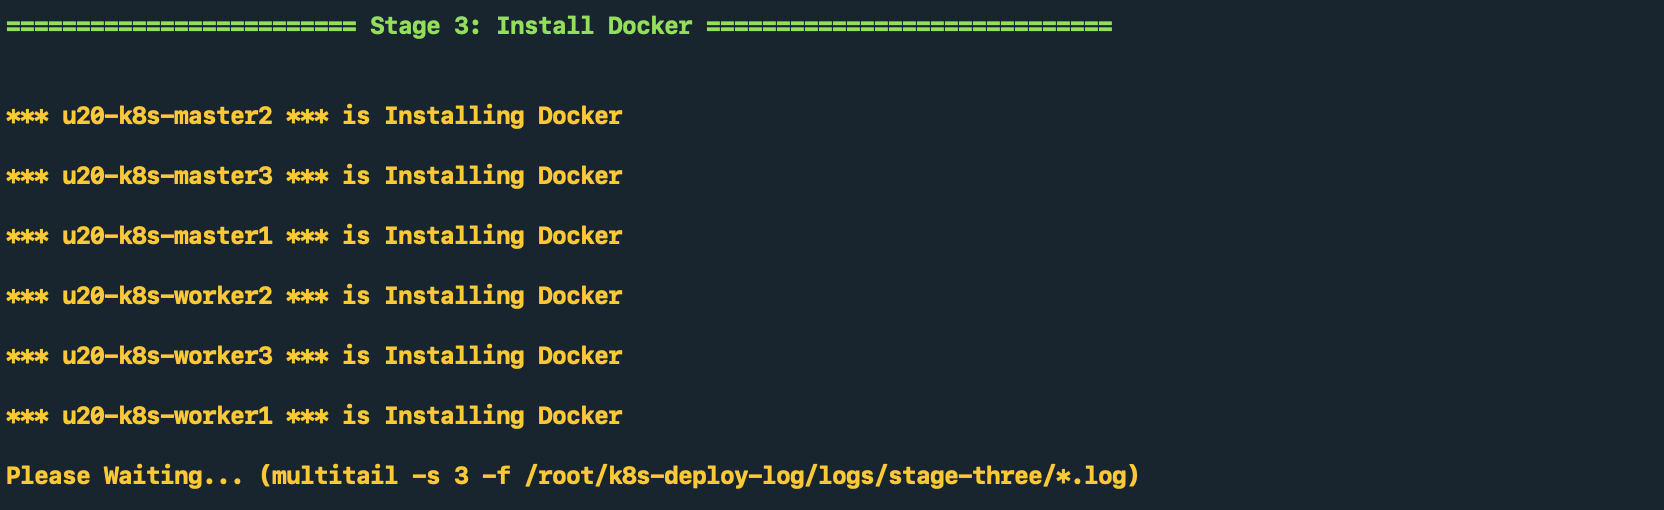 ========================= Stage 3: Install Docker =============================
*** u20-k8s-master2 *** is Installing Docker
*** u20-k8s-master3 *** is Installing Docker
*** u20-k8s-master1 *** is Installing Docker
*** u20-k8s-worker2 *** is Installing Docker
*** u20-k8s-worker3 *** is Installing Docker
*** u20-k8s-worker1 *** is Installing Docker
Please Waiting... (multitail -s 3 -f /root/k8s-deploy-log/logs/stage-three/*.log)